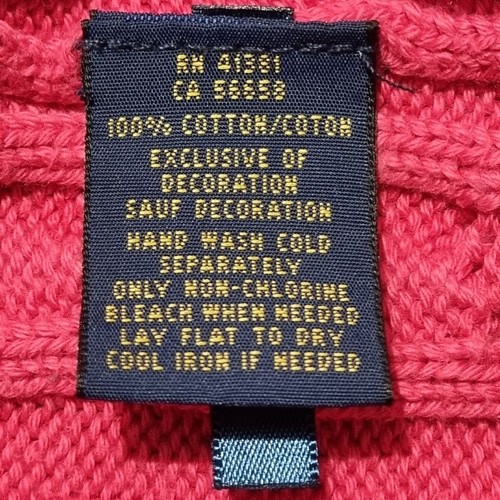 RN 41381
CA 56558
100% COTTON/COTON
EXCLUSIVE OF
DECORATION
SAUF DECORATION
HAND WASH COLD
SEPARATELY
ONLY NON-CHLORINE
BLEACH WHEN NEEDED
LAY FLAT TO DRY
COOL IRON IF NEEDED